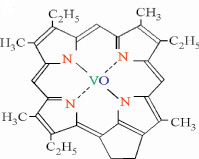 C₂H₅ CH₃
H₃C C₂H₅
N N
VO
N N
H₃C CH₃
C₂H₅